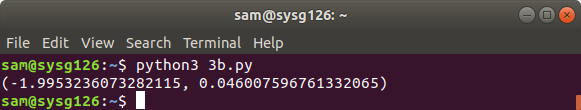 sam@sysg126: ~
File Edit View Search Terminal Help
sam@sysg126:~$ python3 3b.py
(-1.9953236073282115, 0.046007596761332065)
sam@sysg126:~$